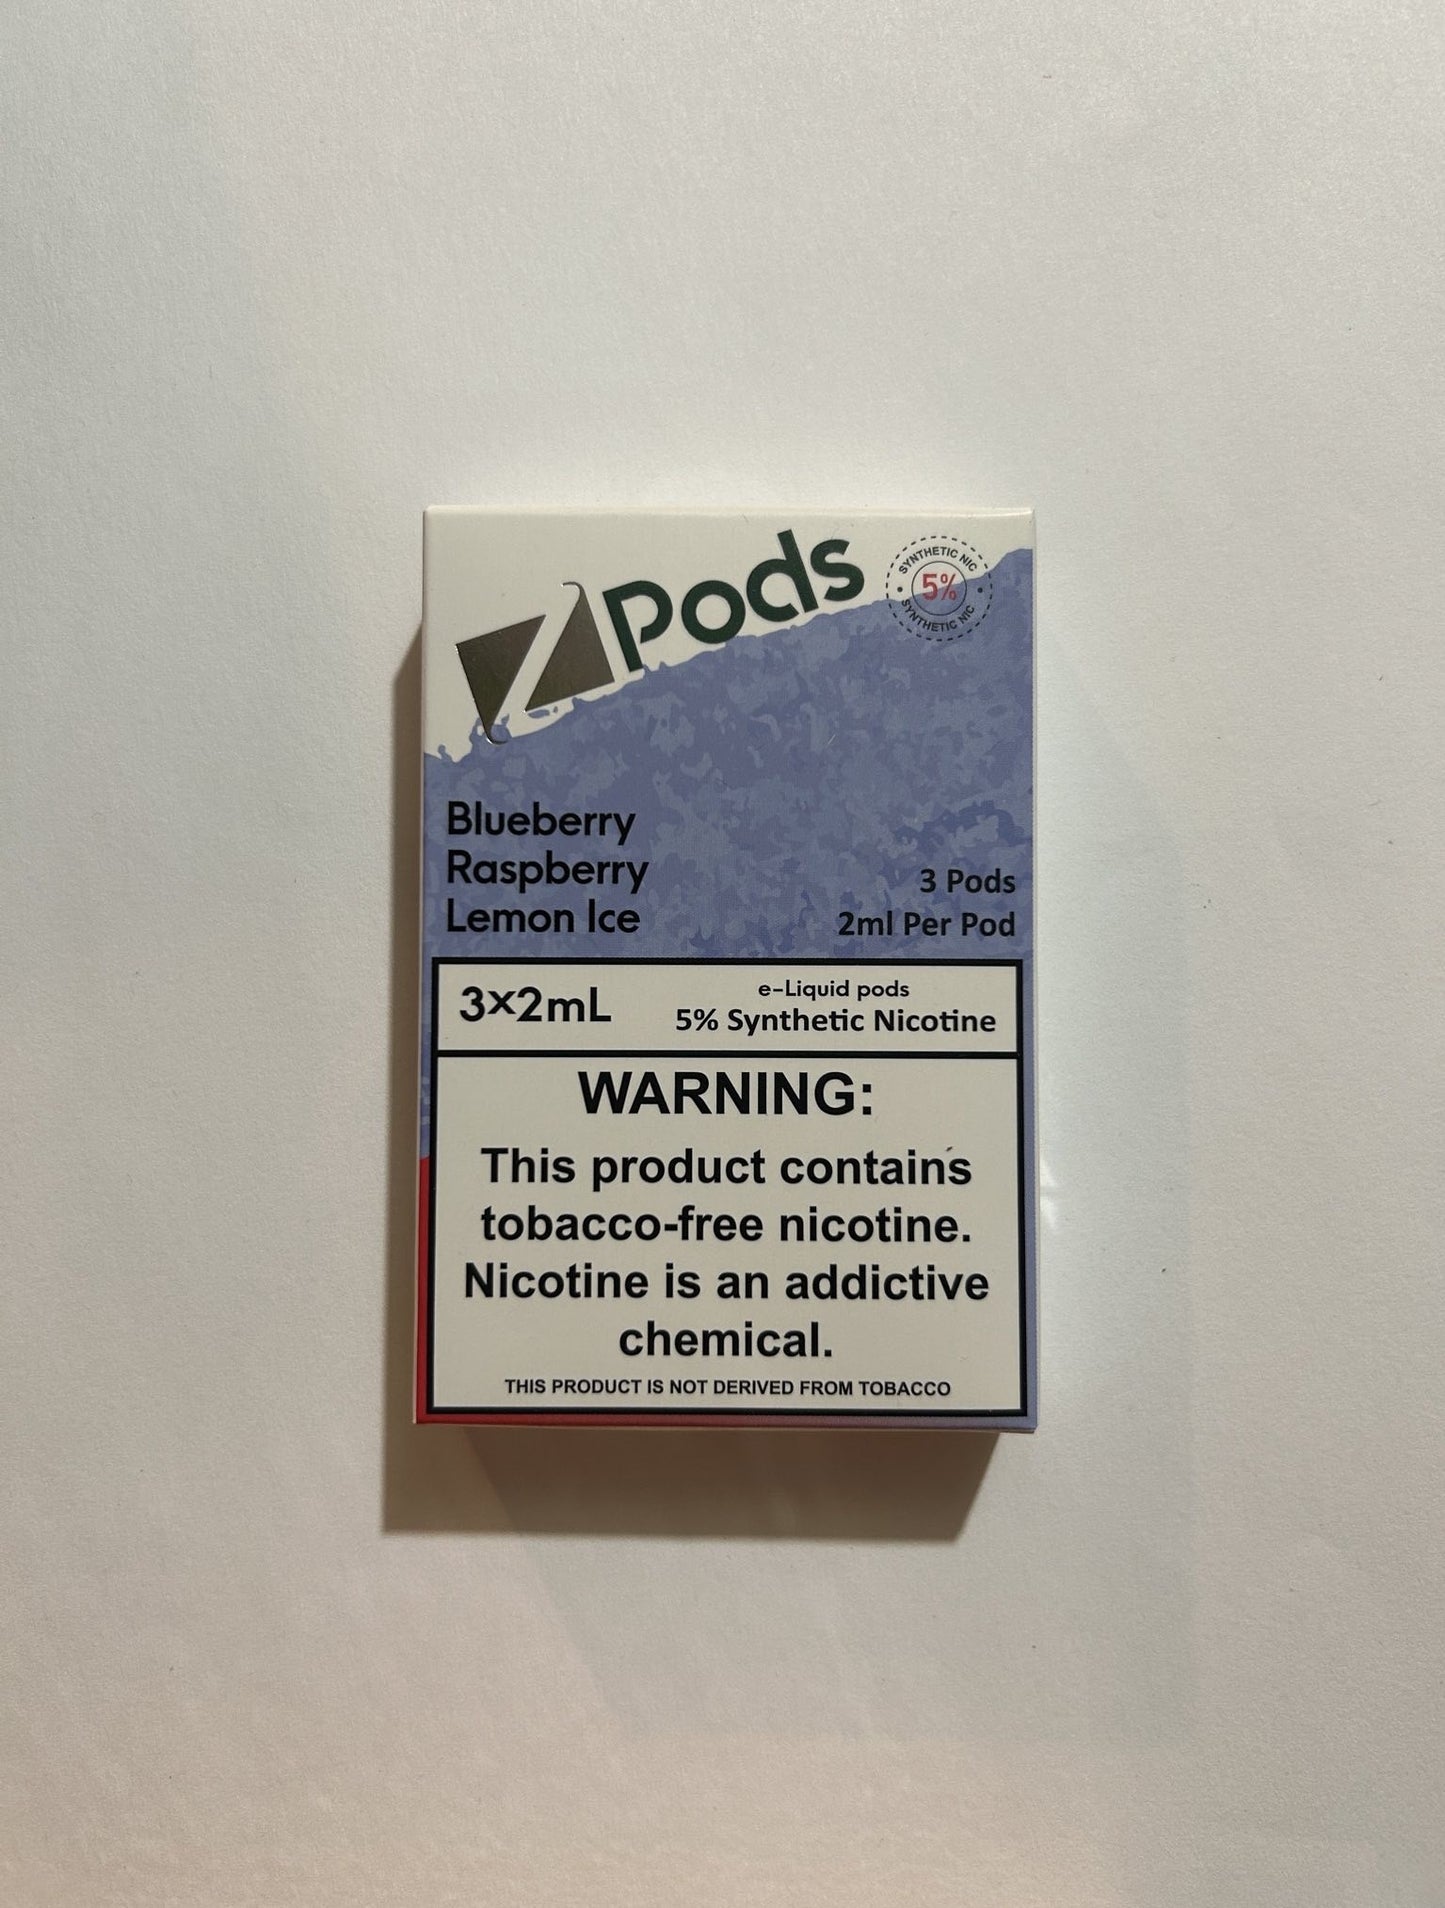 Z Pods
SYNTHETIC NIC
5%
SYNTHETIC NIC
Blueberry
Raspberry
Lemon Ice
3 Pods
2ml Per Pod
3×2mL
e-Liquid pods
5% Synthetic Nicotine
WARNING:
This product contains
tobacco-free nicotine.
Nicotine is an addictive
chemical.
THIS PRODUCT IS NOT DERIVED FROM TOBACCO